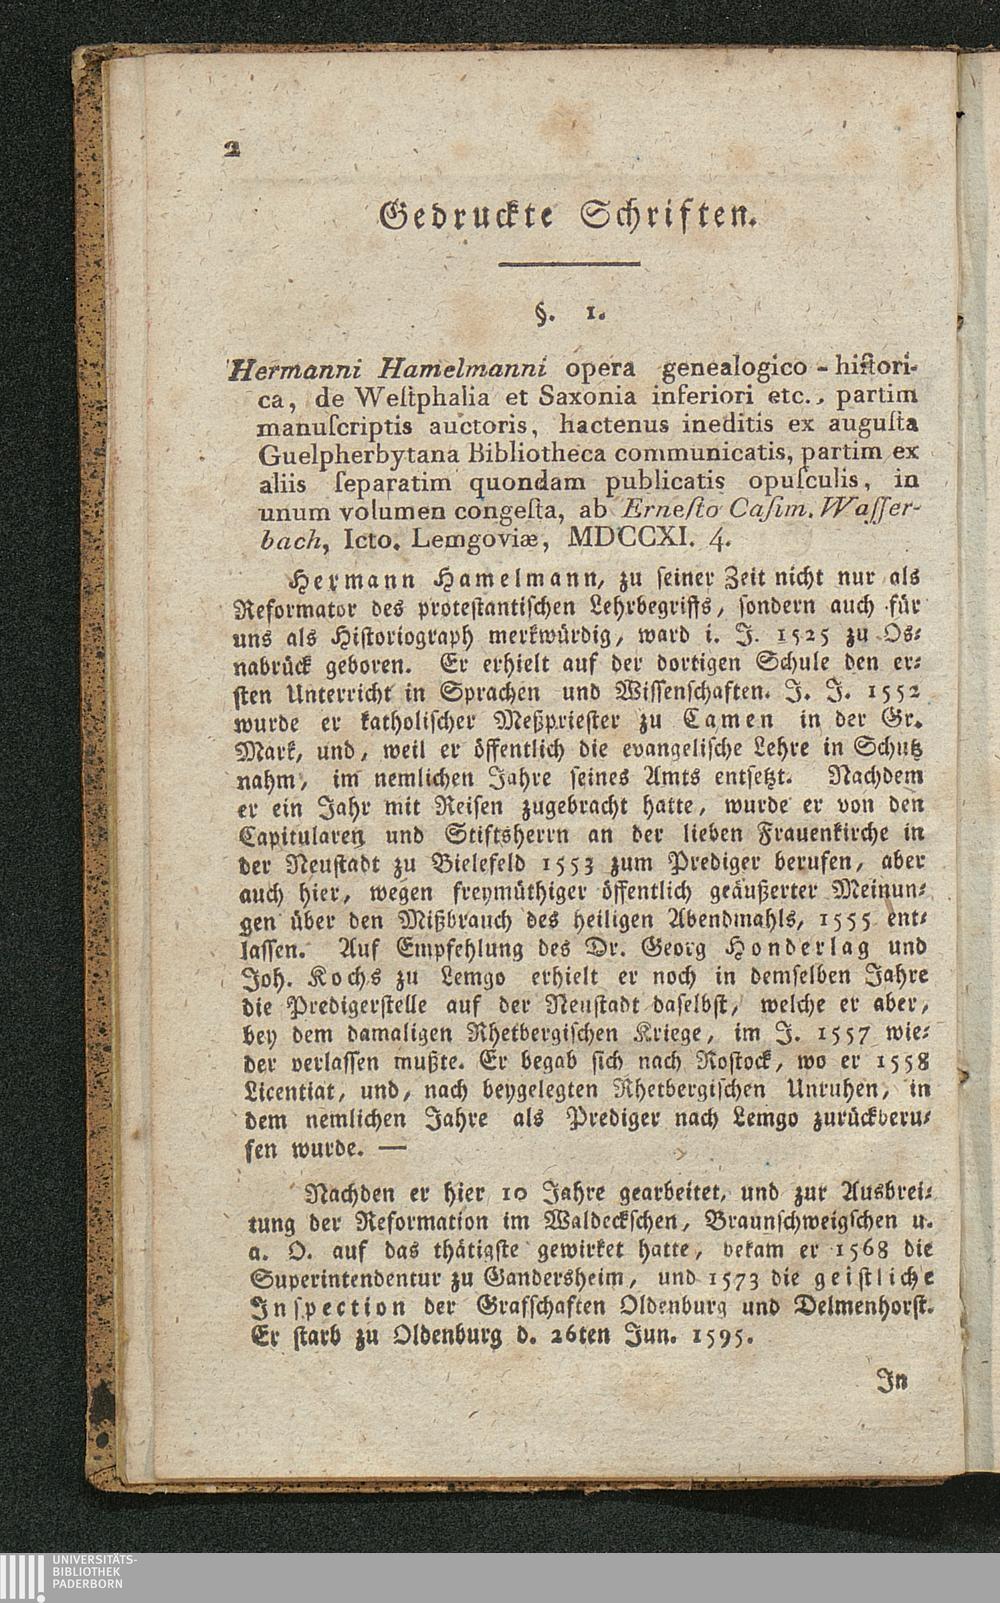 2
Gedruckte Schriften.
§. 1.
Hermanni Hamelmanni opera genealogico - histori-
ca, de Weſtphalia et Saxonia inferiori etc., partim
manuſcriptis auctoris, hactenus ineditis ex auguſta
Guelpherbytana Bibliotheca communicatis, partim ex
aliis ſeparatim quondam publicatis opuſculis, in
unum volumen congeſta, ab Erneſto Caſim. Waſſer-
bach, Icto. Lemgoviæ, MDCCXI. 4.
Hermann Hamelmann, zu ſeiner Zeit nicht nur als
Reformator des proteſtantiſchen Lehrbegriffs, ſondern auch für
uns als Hiſtoriograph merkwürdig, ward i. J. 1525 zu Os-
nabrück geboren. Er erhielt auf der dortigen Schule den er-
ſten Unterricht in Sprachen und Wiſſenſchaften. J. J. 1552
wurde er katholiſcher Meßprieſter zu Camen in der Gr.
Mark, und, weil er öffentlich die evangeliſche Lehre in Schutz
nahm, im nemlichen Jahre ſeines Amts entſetzt. Nachdem
er ein Jahr mit Reiſen zugebracht hatte, wurde er von den
Capitularen und Stiftsherrn an der lieben Frauenkirche in
der Neuſtadt zu Bielefeld 1553 zum Prediger berufen, aber
auch hier, wegen freymüthiger öffentlich geäußerter Meinun-
gen über den Mißbrauch des heiligen Abendmahls, 1555 ent-
laſſen. Auf Empfehlung des Dr. Georg Honderlag und
Joh. Kochs zu Lemgo erhielt er noch in demſelben Jahre
die Predigerſtelle auf der Neuſtadt daſelbſt, welche er aber,
bey dem damaligen Rhetbergiſchen Kriege, im J. 1557 wie-
der verlaſſen mußte. Er begab ſich nach Roſtock, wo er 1558
Licentiat, und, nach beygelegten Rhetbergiſchen Unruhen, in
dem nemlichen Jahre als Prediger nach Lemgo zurückberu-
fen wurde. —
Nachden er hier 10 Jahre gearbeitet, und zur Ausbrei-
tung der Reformation im Waldeckſchen, Braunſchweigſchen u.
a. O. auf das thätigſte gewirket hatte, bekam er 1568 die
Superintendentur zu Gandersheim, und 1573 die geiſtliche
Inſpection der Grafſchaften Oldenburg und Delmenhorſt.
Er ſtarb zu Oldenburg d. 26ten Jun. 1595.
In
UNIVERSITÄTS-
BIBLIOTHEK
PADERBORN